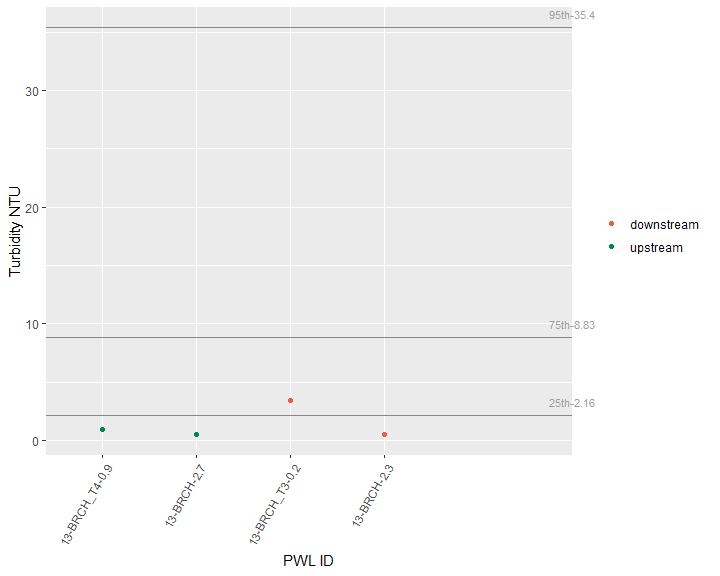 95th-35.4
30
20
10
0
75th-8.83
25th-2.16
Turbidity NTU
13-BRCH_T4-0.9
13-BRCH-2.7
13-BRCH_T3-0.2
13-BRCH-2.3
PWL ID
downstream
upstream